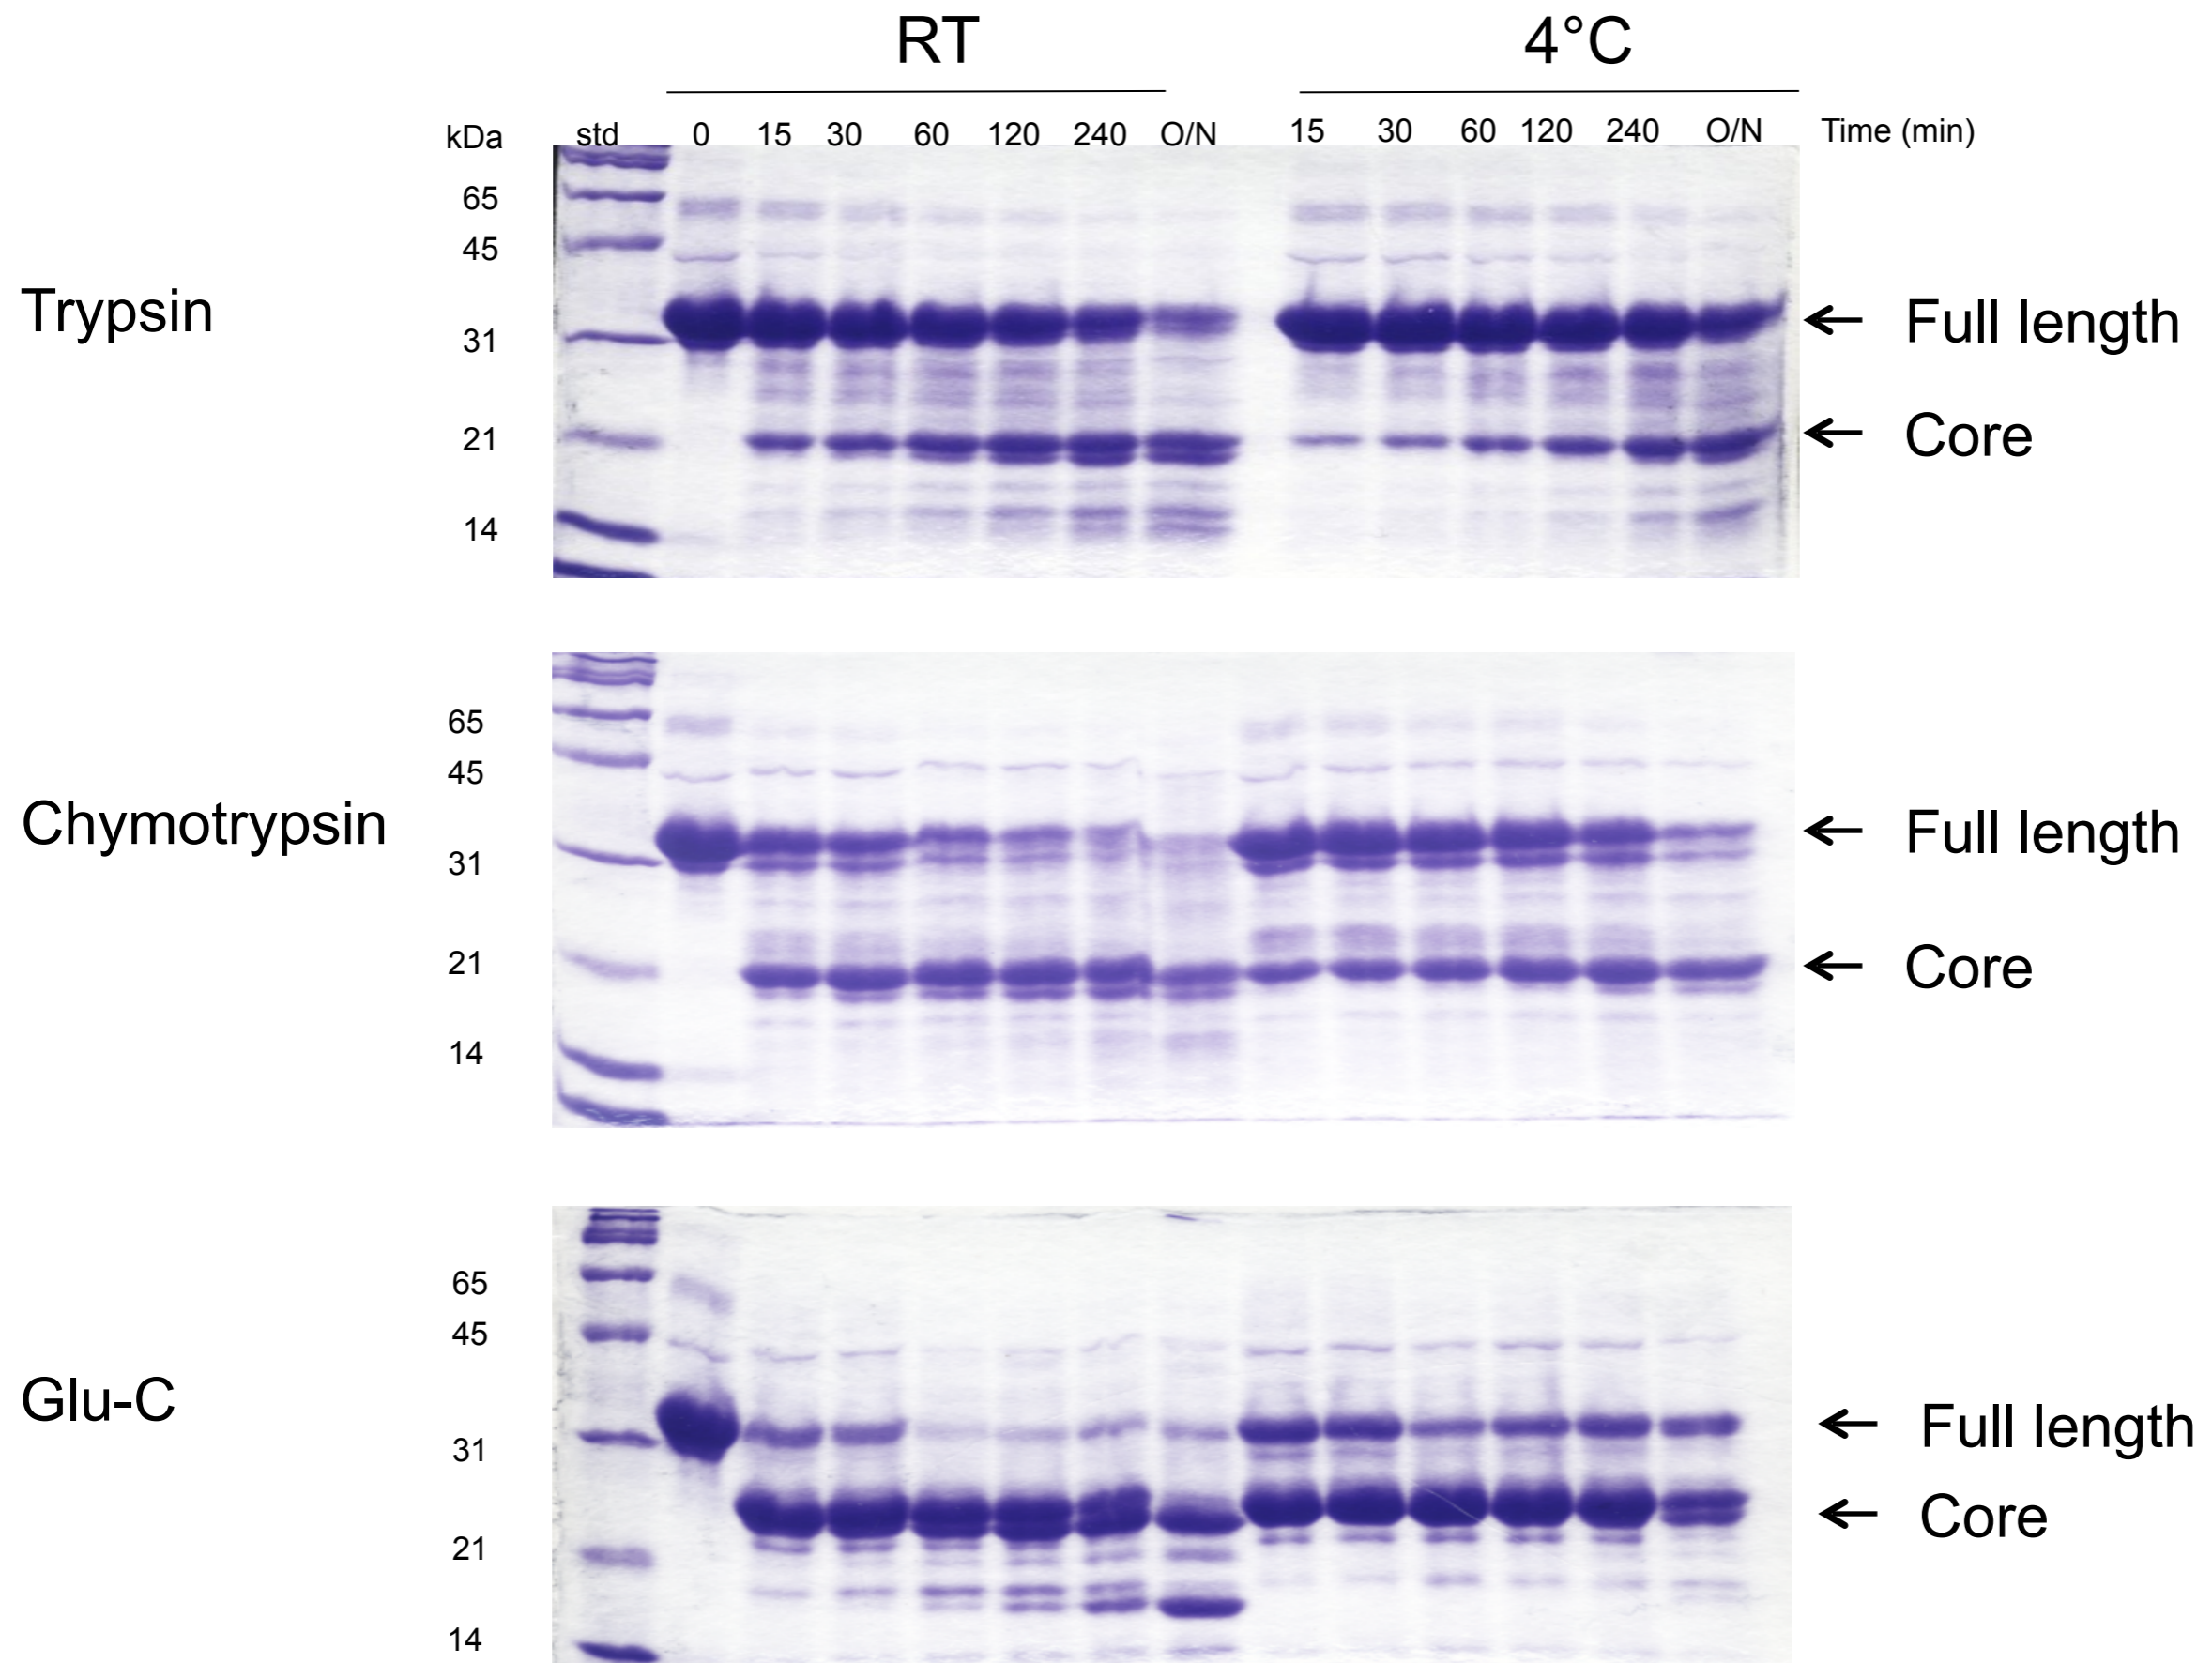 RT 4°C
kDa std 0 15 30 60 120 240 O/N 15 30 60 120 240 O/N Time (min)
65
45
Trypsin
31
21
14
Full length
Core
65
45
Chymotrypsin
31
21
14
Full length
Core
65
45
Glu-C
31
21
14
Full length
Core